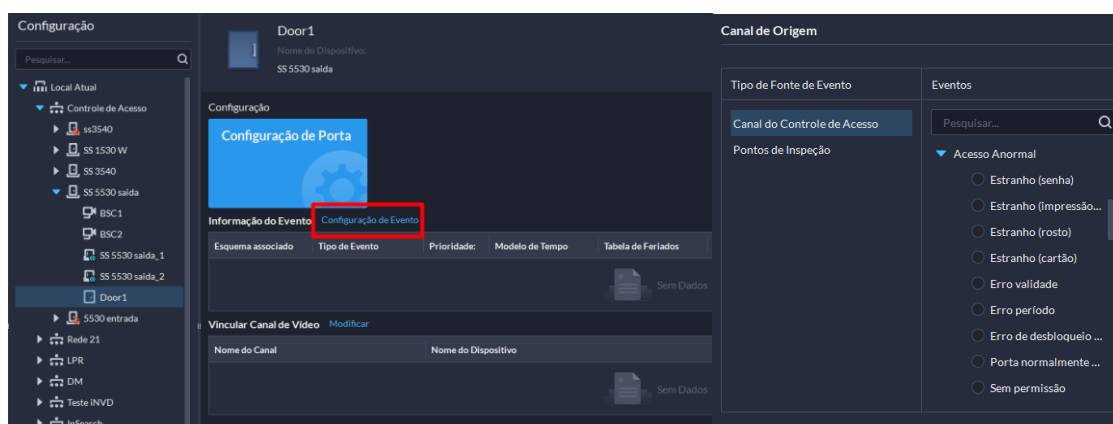 Configuração
Pesquisar...
Local Atual
Controle de Acesso
ss3540
SS 1530 W
SS 3540
SS 5530 saida
BSC1
BSC2
SS 5530 saida_1
SS 5530 saida_2
Door1
5530 entrada
Rede 21
LPR
DM
Teste iNVD
InSearch
Door1
Nome do Dispositivo:
SS 5530 saida
Configuração
Configuração de Porta
Informação do Evento Configuração de Evento
Esquema associado Tipo de Evento Prioridade: Modelo de Tempo Tabela de Feriados
Sem Dados
Vincular Canal de Vídeo Modificar
Nome do Canal Nome do Dispositivo
Sem Dados
Canal de Origem
Tipo de Fonte de Evento
Canal do Controle de Acesso
Pontos de Inspeção
Eventos
Pesquisar...
Acesso Anormal
Estranho (senha)
Estranho (impressão...
Estranho (rosto)
Estranho (cartão)
Erro validade
Erro período
Erro de desbloqueio ...
Porta normalmente ...
Sem permissão